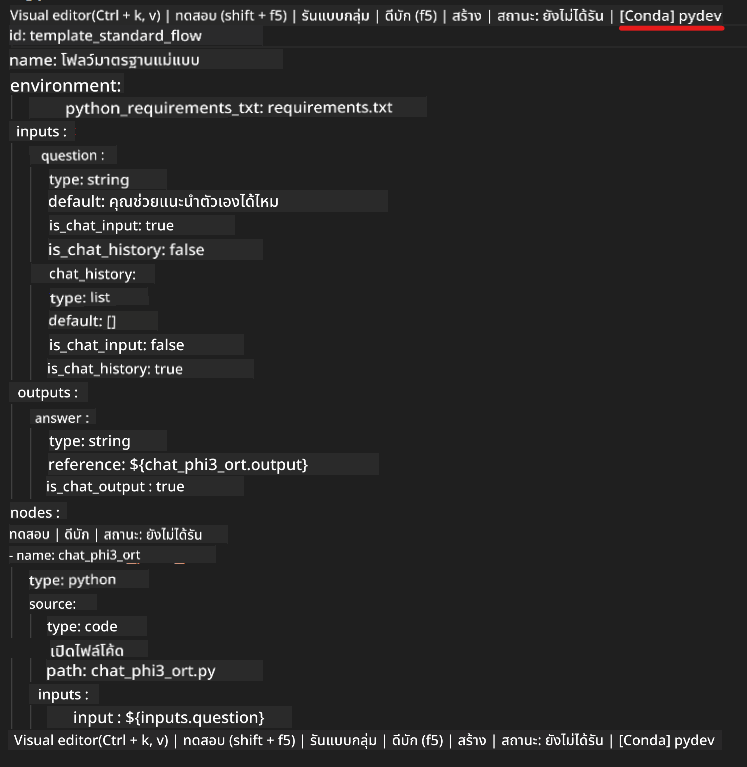 Visual editor(Ctrl + k, v) | ทดสอบ (shift + f5) | รันแบบกลุ่ม | ดีบัก (f5) | สร้าง | สถานะ: ยังไม่ได้รัน | [Conda] pydev
id: template_standard_flow
name: โฟลว์มาตรฐานแม่แบบ
environment:
python_requirements_txt: requirements.txt
inputs :
question :
type: string
default: คุณช่วยแนะนำตัวเองได้ไหม
is_chat_input: true
is_chat_history: false
chat_history:
type: list
default: []
is_chat_input: false
is_chat_history: true
outputs :
answer :
type: string
reference: ${chat_phi3_ort.output}
is_chat_output : true
nodes :
ทดสอบ | ดีบัก | สถานะ: ยังไม่ได้รัน
- name: chat_phi3_ort
type: python
source:
type: code
เปิดไฟล์โค้ด
path: chat_phi3_ort.py
inputs :
input : ${inputs.question}
Visual editor(Ctrl + k, v) | ทดสอบ (shift + f5) | รันแบบกลุ่ม | ดีบัก (f5) | สร้าง | สถานะ: ยังไม่ได้รัน | [Conda] pydev